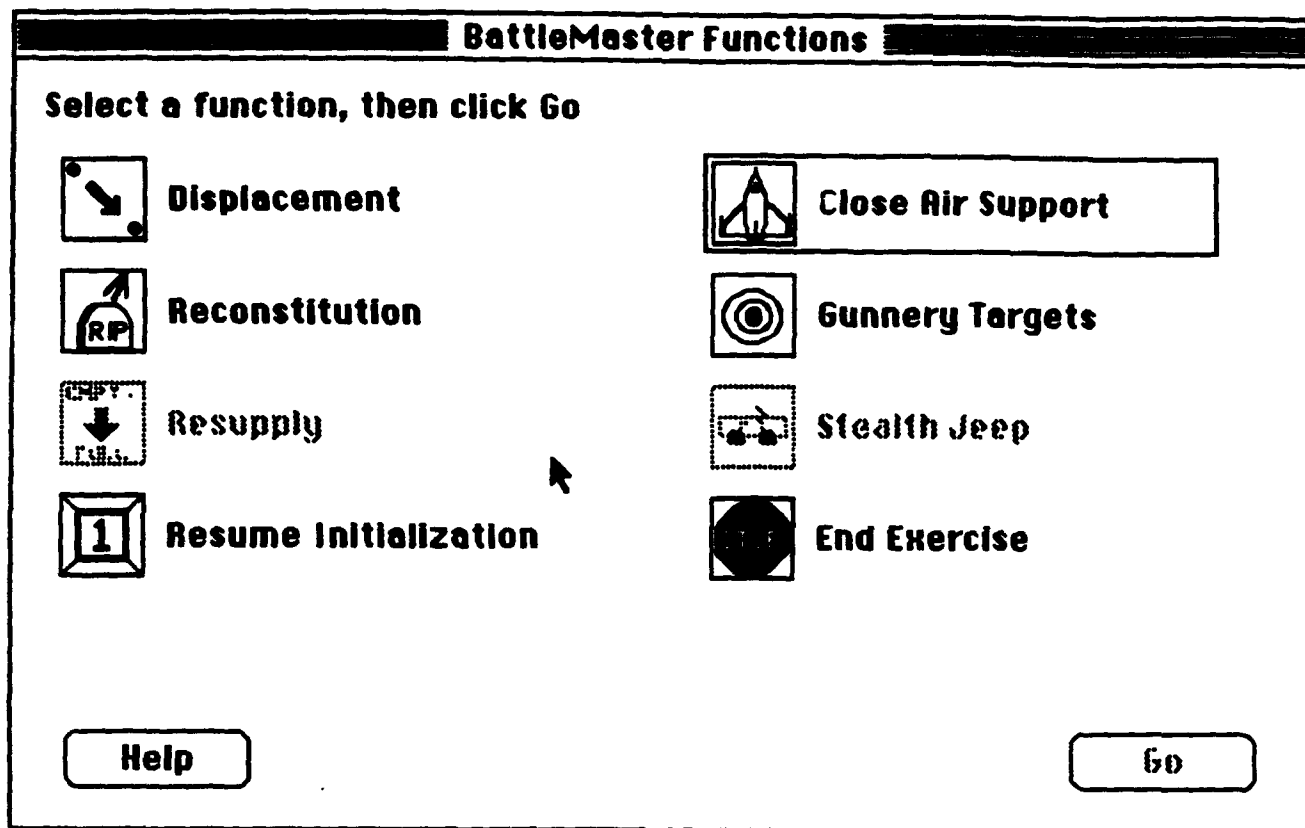 BattleMaster Functions
Select a function, then click Go
Displacement
Close Air Support
RIP
Reconstitution
Gunnery Targets
Resupply
Stealth Jeep
1
Resume Initialization
End Exercise
Help
Go